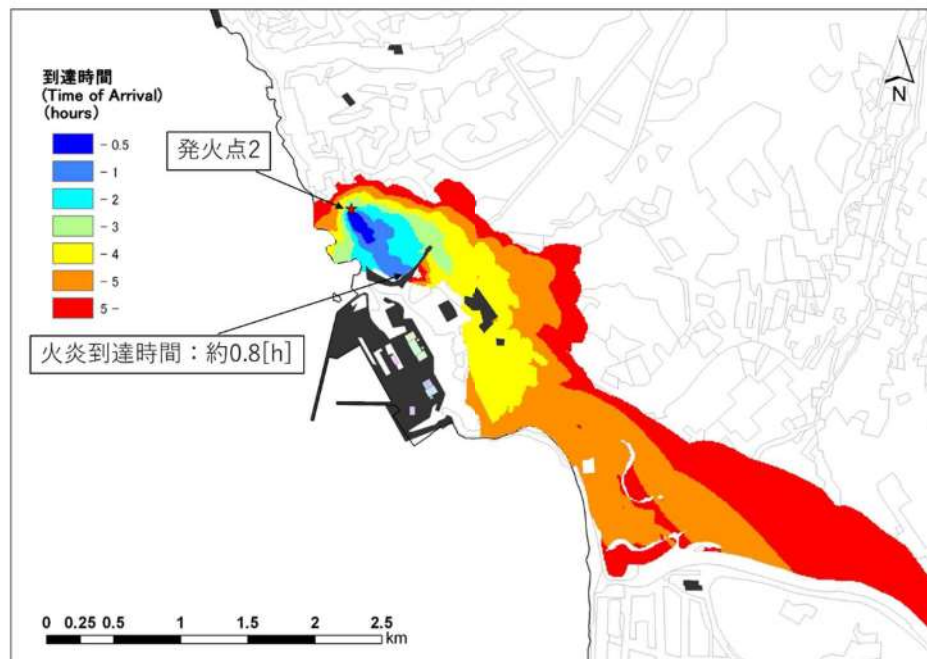 到達時間
(Time of Arrival)
(hours)
- 0.5
- 1
- 2
- 3
- 4
- 5
5 -
発火点2
N
火炎到達時間：約0.8[h]
0 0.25 0.5 1 1.5 2 2.5
km